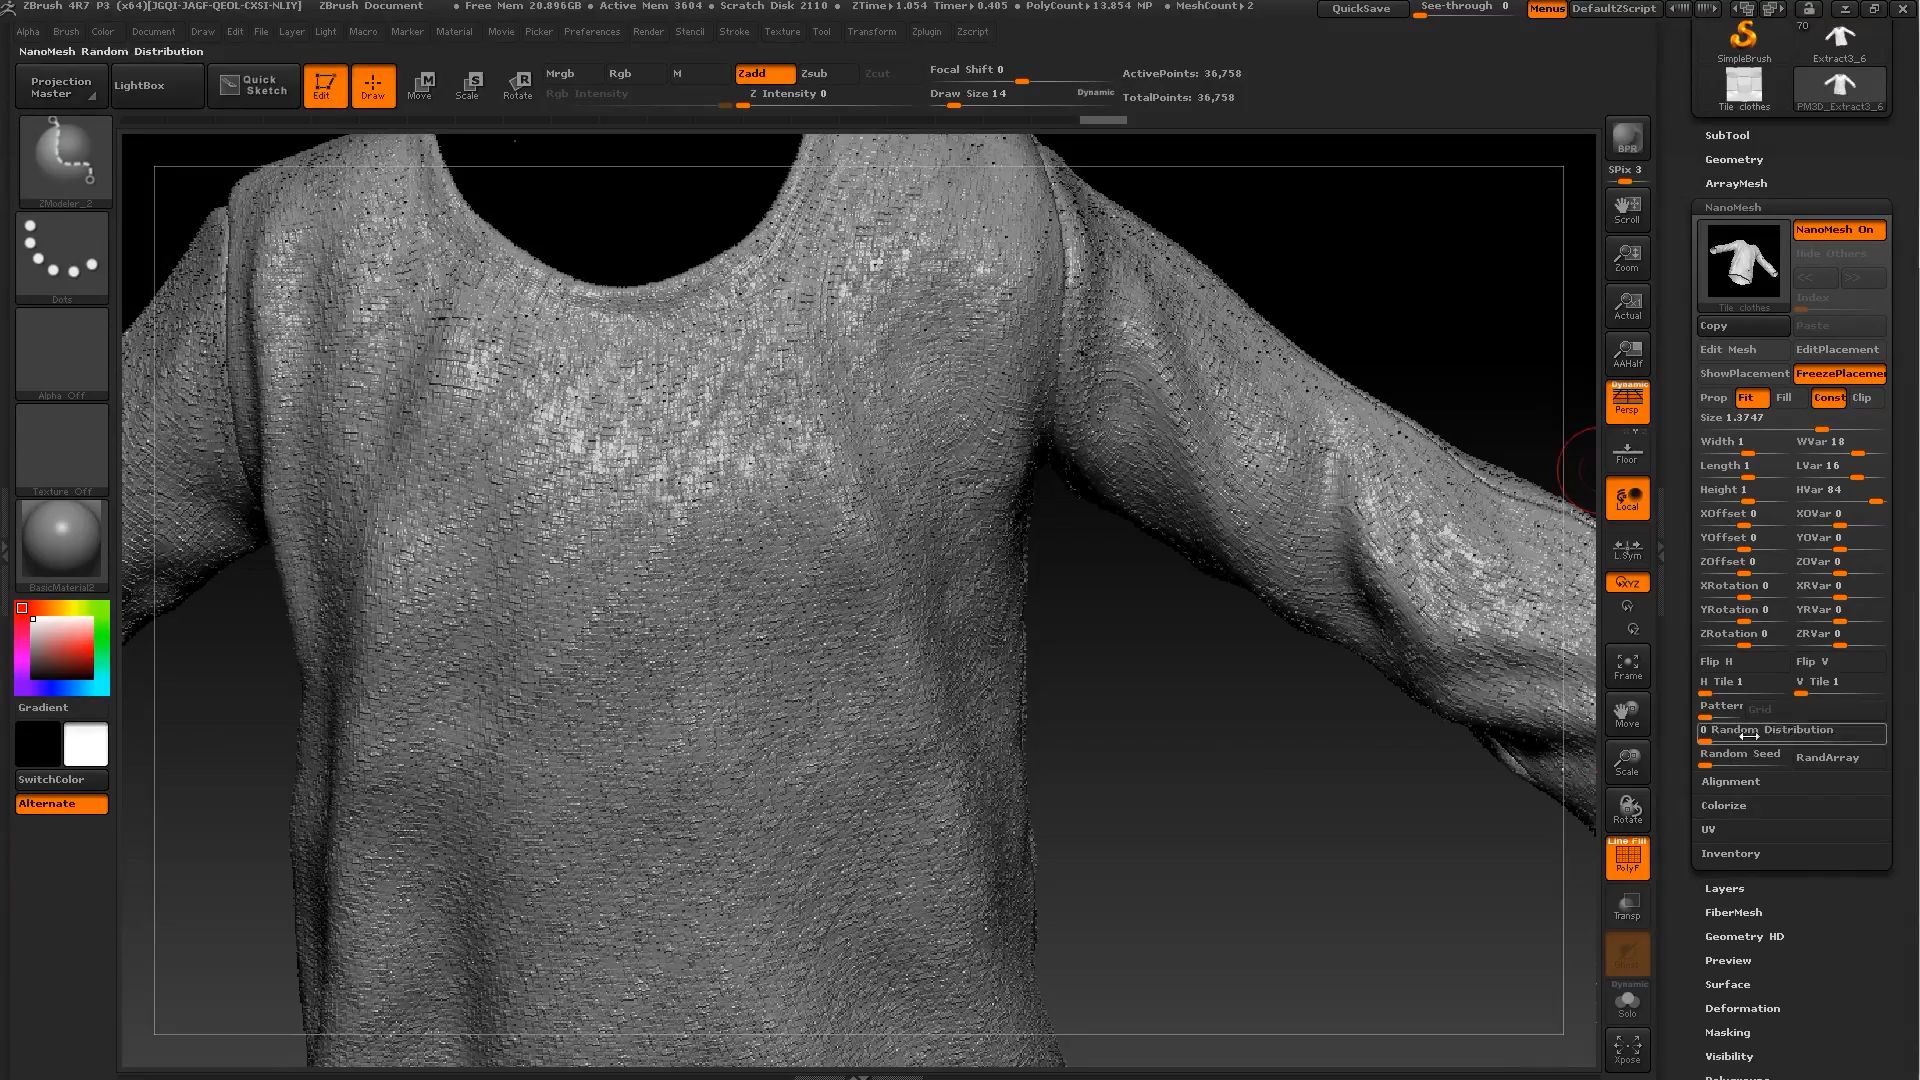 ZBrush 4R7 P3 (x64)[JGQI-JAGF-QEOL-CXSI-NLIY] ZBrush Document • Free Mem 20.896GB • Active Mem 3604 • Scratch Disk 2110 • ZTime▸1.054 Timer▸0.405 • PolyCount▸13.854 MP • MeshCount▸2 QuickSave See-through 0 Menus DefaultZScript
Alpha Brush Color Document Draw Edit File Layer Light Macro Marker Material Movie Picker Preferences Render Stencil Stroke Texture Tool Transform Zplugin Zscript
NanoMesh Random Distribution
Projection Master
LightBox
Quick Sketch
Edit
Draw
Move
Scale
Rotate
Mrgb Rgb M
Rgb Intensity
Zadd Zsub Zcut
Z Intensity 0
Focal Shift 0
Draw Size 14
Dynamic
ActivePoints: 36,758
TotalPoints: 36,758
ZModeler_2
Dots
Alpha Off
Texture Off
BasicMaterial2
Gradient
SwitchColor
Alternate
BPR
SPix 3
Scroll
Zoom
Actual
AAHalf
Dynamic
Persp
Floor
Local
L.Sym
XYZ
Frame
Move
Scale
Rotate
Line Fill
PolyF
Transp
Ghost
Dynamic
Solo
Xpose
70
SimpleBrush
Extract3_6
Tile clothes
PM3D_Extract3_6
SubTool
Geometry
ArrayMesh
NanoMesh
Tile clothes
NanoMesh On
Hide Others
<< >>
Index
Copy Paste
Edit Mesh EditPlacement
ShowPlacement FreezePlacemen
Prop Fit Fill Const Clip
Size 1.3747
Width 1 WVar 18
Length 1 LVar 16
Height 1 HVar 84
XOffset 0 XOVar 0
YOffset 0 YOVar 0
ZOffset 0 ZOVar 0
XRotation 0 XRVar 0
YRotation 0 YRVar 0
ZRotation 0 ZRVar 0
Flip H Flip V
H Tile 1 V Tile 1
Pattern Grid
0 Random Distribution
Random Seed RandArray
Alignment
Colorize
UV
Inventory
Layers
FiberMesh
Geometry HD
Preview
Surface
Deformation
Masking
Visibility